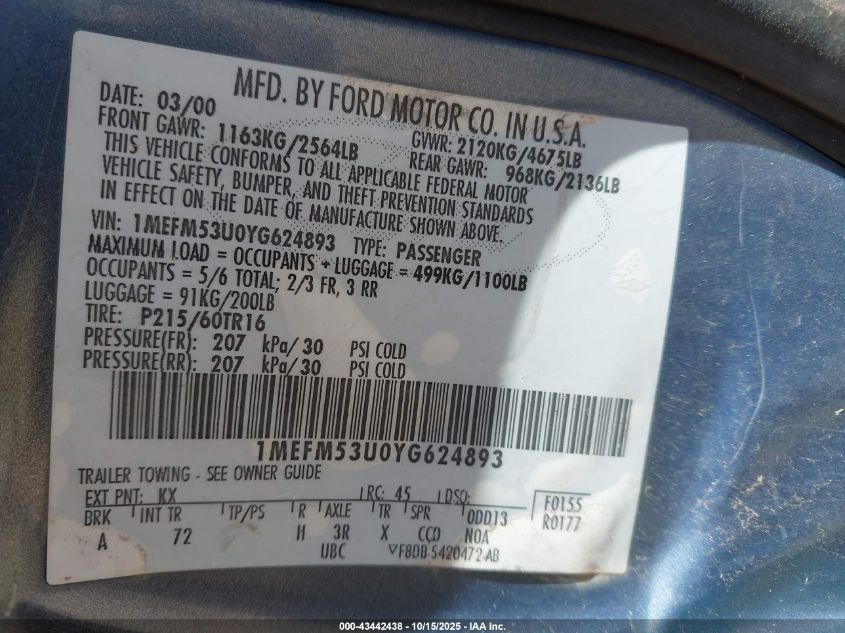 MFD. BY FORD MOTOR CO. IN U.S.A.
DATE: 03/00 GVWR: 2120KG/4675LB
FRONT GAWR: 1163KG/2564LB REAR GAWR: 968KG/2136LB
THIS VEHICLE CONFORMS TO ALL APPLICABLE FEDERAL MOTOR
VEHICLE SAFETY, BUMPER, AND THEFT PREVENTION STANDARDS
IN EFFECT ON THE DATE OF MANUFACTURE SHOWN ABOVE.
VIN: 1MEFM53U0YG624893 TYPE: PASSENGER
MAXIMUM LOAD = OCCUPANTS + LUGGAGE = 499KG/1100LB
OCCUPANTS = 5/6 TOTAL; 2/3 FR, 3 RR
LUGGAGE = 91KG/200LB
TIRE: P215/60TR16
PRESSURE(FR): 207 kPa/ 30 PSI COLD
PRESSURE(RR): 207 kPa/ 30 PSI COLD
1MEFM53U0YG624893
TRAILER TOWING - SEE OWNER GUIDE
EXT PNT: KX RC: 45 DSO: F0155
BRK INT TR TP/PS R AXLE TR SPR ODD13 R0177
A 72 H 3R X CCD NOA
UBC F8DB-5420472-AB
000-43442438 - 10/15/2025 - IAA Inc.